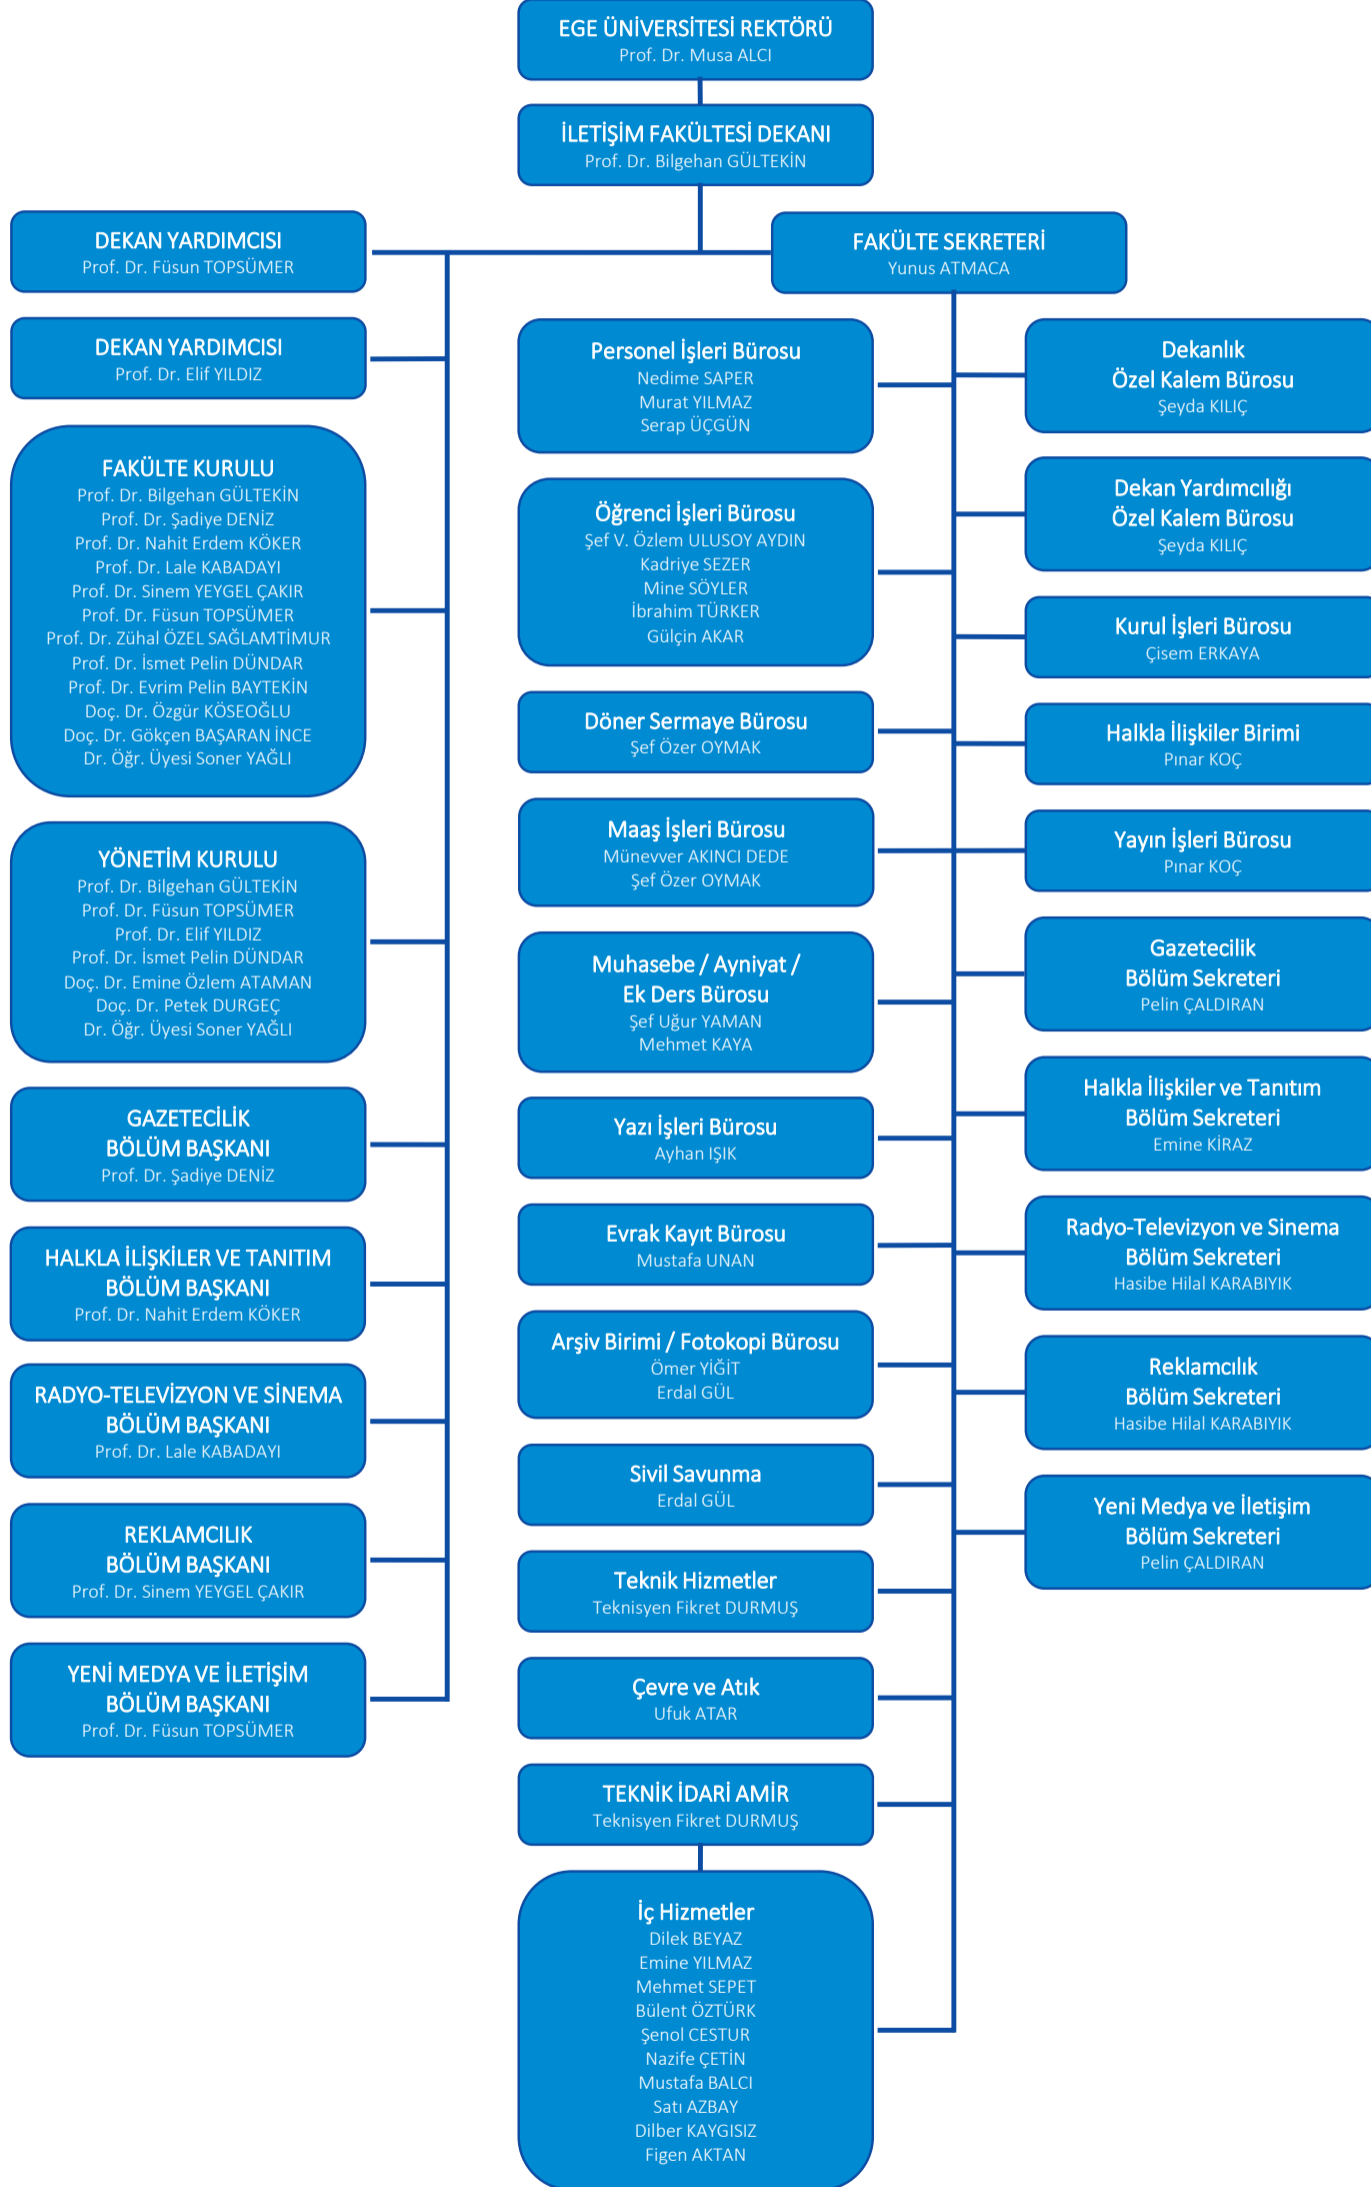 EGE ÜNİVERSİTESİ REKTÖRÜ
Prof. Dr. Musa ALCI
İLETİŞİM FAKÜLTESİ DEKANI
Prof. Dr. Bilgehan GÜLTEKİN
DEKAN YARDIMCISI
Prof. Dr. Füsun TOPSÜMER
FAKÜLTE SEKRETERİ
Yunus ATMACA
DEKAN YARDIMCISI
Prof. Dr. Elif YILDIZ
FAKÜLTE KURULU
Prof. Dr. Bilgehan GÜLTEKİN
Prof. Dr. Şadiye DENİZ
Prof. Dr. Nahit Erdem KÖKER
Prof. Dr. Lale KABADAYI
Prof. Dr. Sinem YEYGEL ÇAKIR
Prof. Dr. Füsun TOPSÜMER
Prof. Dr. Zühal ÖZEL SAĞLAMTİMUR
Prof. Dr. İsmet Pelin DÜNDAR
Prof. Dr. Evrim Pelin BAYTEKİN
Doç. Dr. Özgür KÖSEOĞLU
Doç. Dr. Gökçen BAŞARAN İNCE
Dr. Öğr. Üyesi Soner YAĞLI
YÖNETİM KURULU
Prof. Dr. Bilgehan GÜLTEKİN
Prof. Dr. Füsun TOPSÜMER
Prof. Dr. Elif YILDIZ
Prof. Dr. İsmet Pelin DÜNDAR
Doç. Dr. Emine Özlem ATAMAN
Doç. Dr. Petek DURGEÇ
Dr. Öğr. Üyesi Soner YAĞLI
GAZETECİLİK
BÖLÜM BAŞKANI
Prof. Dr. Şadiye DENİZ
HALKLA İLİŞKİLER VE TANITIM
BÖLÜM BAŞKANI
Prof. Dr. Nahit Erdem KÖKER
RADYO-TELEVİZYON VE SİNEMA
BÖLÜM BAŞKANI
Prof. Dr. Lale KABADAYI
REKLAMCILIK
BÖLÜM BAŞKANI
Prof. Dr. Sinem YEYGEL ÇAKIR
YENİ MEDYA VE İLETİŞİM
BÖLÜM BAŞKANI
Prof. Dr. Füsun TOPSÜMER
Personel İşleri Bürosu
Nedime SAPER
Murat YILMAZ
Serap ÜÇGÜN
Öğrenci İşleri Bürosu
Şef V. Özlem ULUSOY AYDIN
Kadriye SEZER
Mine SÖYLER
İbrahim TÜRKER
Gülçin AKAR
Döner Sermaye Bürosu
Şef Özer OYMAK
Maaş İşleri Bürosu
Münevver AKINCI DEDE
Şef Özer OYMAK
Muhasebe / Ayniyat /
Ek Ders Bürosu
Şef Uğur YAMAN
Mehmet KAYA
Yazı İşleri Bürosu
Ayhan IŞIK
Evrak Kayıt Bürosu
Mustafa UNAN
Arşiv Birimi / Fotokopi Bürosu
Ömer YİĞİT
Erdal GÜL
Sivil Savunma
Erdal GÜL
Teknik Hizmetler
Teknisyen Fikret DURMUŞ
Çevre ve Atık
Ufuk ATAR
TEKNİK İDARİ AMİR
Teknisyen Fikret DURMUŞ
İç Hizmetler
Dilek BEYAZ
Emine YILMAZ
Mehmet SEPET
Bülent ÖZTÜRK
Şenol CESTUR
Nazife ÇETİN
Mustafa BALCI
Satı AZBAY
Dilber KAYGISIZ
Figen AKTAN
Dekanlık
Özel Kalem Bürosu
Şeyda KILIÇ
Dekan Yardımcılığı
Özel Kalem Bürosu
Şeyda KILIÇ
Kurul İşleri Bürosu
Çisem ERKAYA
Halkla İlişkiler Birimi
Pınar KOÇ
Yayın İşleri Bürosu
Pınar KOÇ
Gazetecilik
Bölüm Sekreteri
Pelin ÇALDIRAN
Halkla İlişkiler ve Tanıtım
Bölüm Sekreteri
Emine KİRAZ
Radyo-Televizyon ve Sinema
Bölüm Sekreteri
Hasibe Hilal KARABIYIK
Reklamcılık
Bölüm Sekreteri
Hasibe Hilal KARABIYIK
Yeni Medya ve İletişim
Bölüm Sekreteri
Pelin ÇALDIRAN